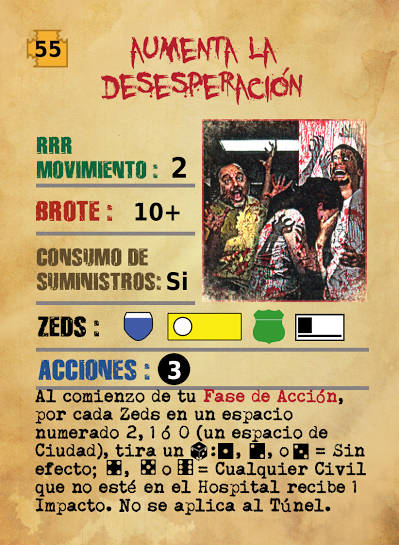 55
AUMENTA LA
DESESPERACIÓN
RRR
MOVIMIENTO : 2
BROTE : 10+
CONSUMO DE
SUMINISTROS: Si
ZEDS :
ACCIONES : 3
Al comienzo de tu Fase de Acción,
por cada Zeds en un espacio
numerado 2, 1 ó 0 (un espacio de
Ciudad), tira un 🎲: ⚀, ⚁, o ⚂ = Sin
efecto; ⚃, ⚄ o ⚅ = Cualquier Civil
que no esté en el Hospital recibe 1
Impacto. No se aplica al Túnel.